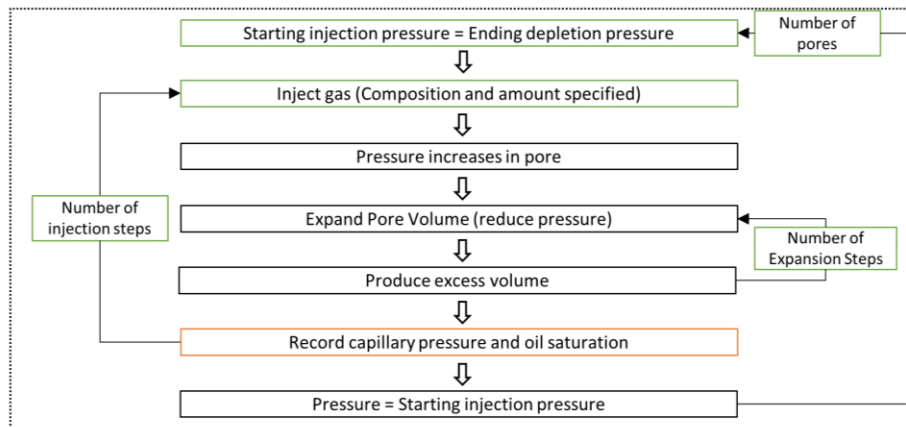 Starting injection pressure = Ending depletion pressure
Number of
pores
Inject gas (Composition and amount specified)
Pressure increases in pore
Number of
injection steps
Expand Pore Volume (reduce pressure)
Number of
Expansion Steps
Produce excess volume
Record capillary pressure and oil saturation
Pressure = Starting injection pressure